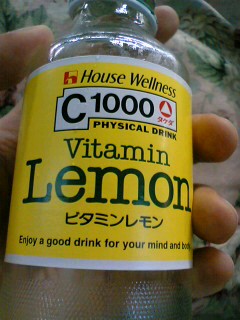 House Wellness
C1000
タケダ
PHYSICAL DRINK
Vitamin
Lemon
ビタミンレモン
Enjoy a good drink for your mind and body